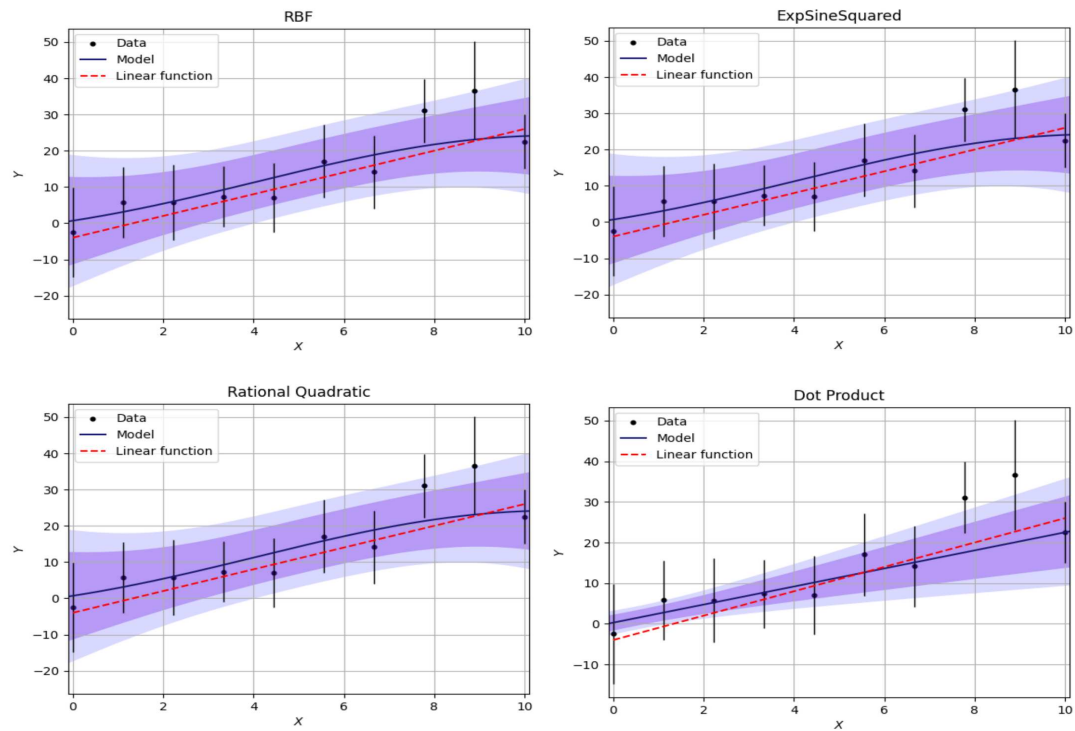 RBF
50
40
30
20
10
0
−10
−20
Y
Data
Model
Linear function
0 2 4 6 8 10
X
ExpSineSquared
50
40
30
20
10
0
−10
−20
Y
Data
Model
Linear function
0 2 4 6 8 10
X
Rational Quadratic
50
40
30
20
10
0
−10
−20
Y
Data
Model
Linear function
0 2 4 6 8 10
X
Dot Product
50
40
30
20
10
0
−10
Y
Data
Model
Linear function
0 2 4 6 8 10
X